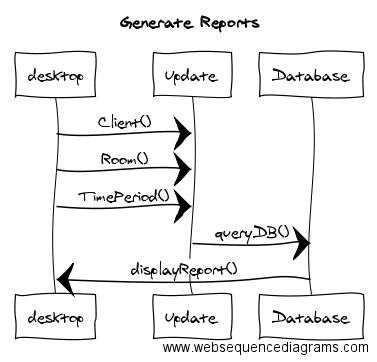 Generate Reports
desktop
Update
Database
Client()
Room()
TimePeriod()
queryDB()
displayReport()
desktop
Update
Database
www.websequencediagrams.com